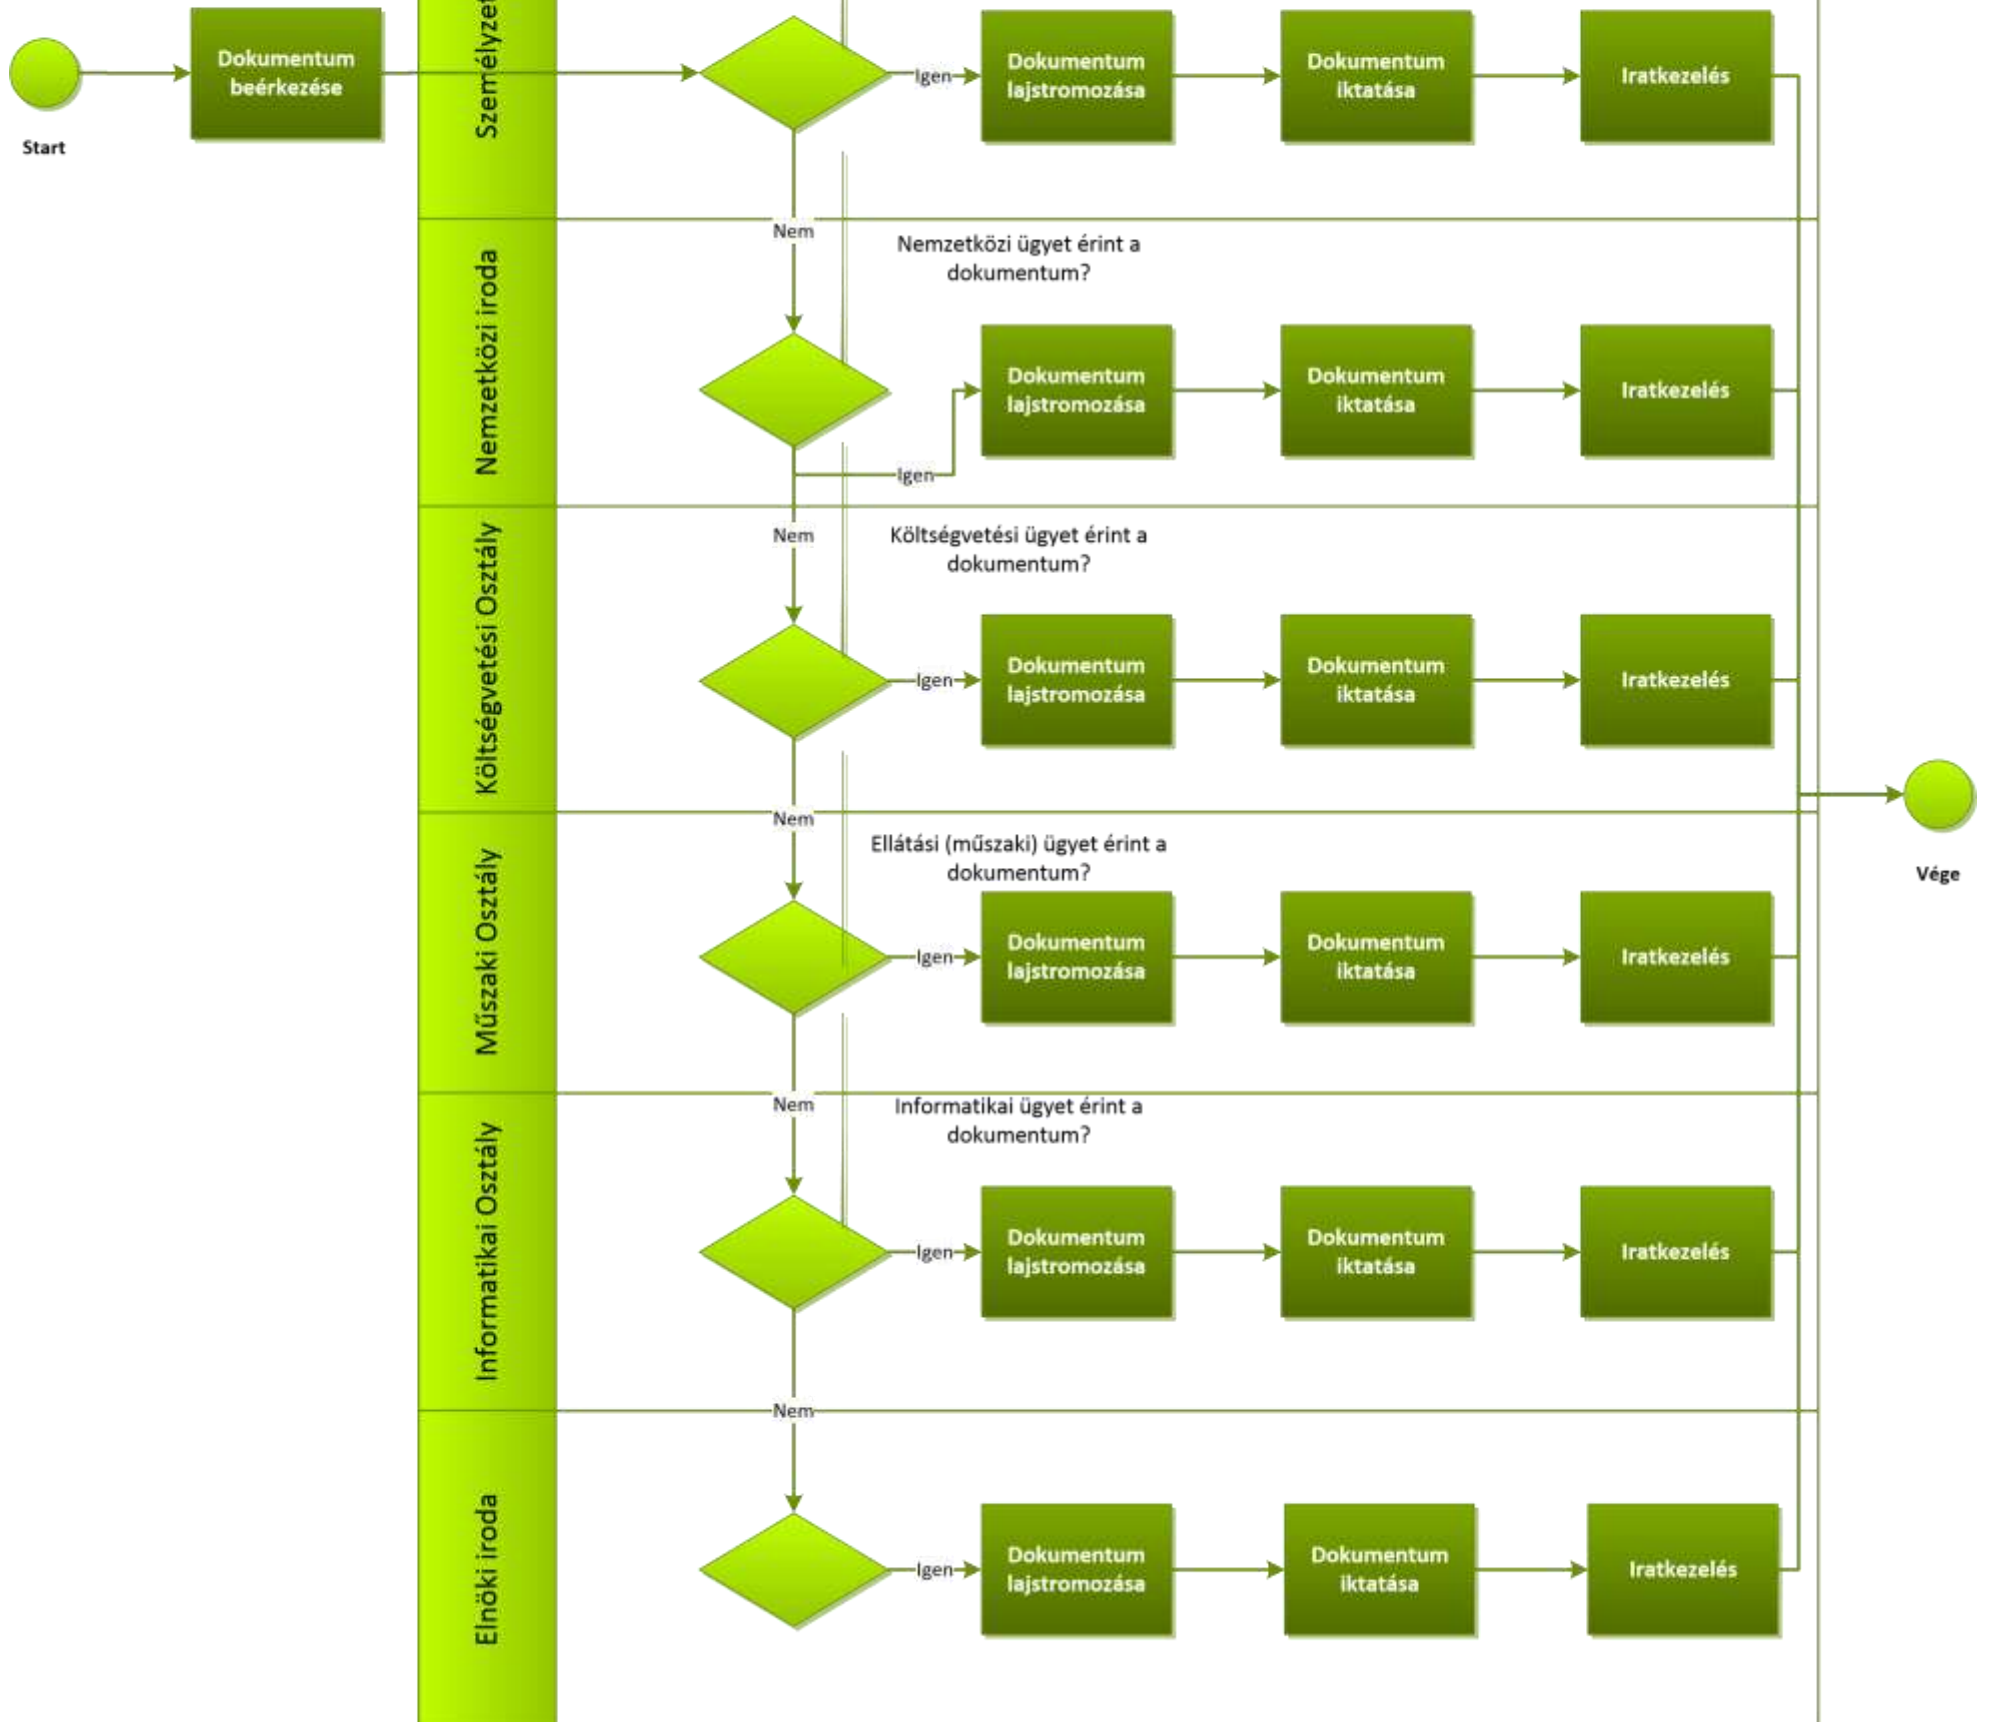 Start
Dokumentum
beérkezése
Igen
Dokumentum
lajstromozása
Dokumentum
iktatása
Iratkezelés
Nem
Nemzetközi iroda
Nemzetközi ügyet érint a
dokumentum?
Igen
Dokumentum
lajstromozása
Dokumentum
iktatása
Iratkezelés
Nem
Költségvetési Osztály
Költségvetési ügyet érint a
dokumentum?
Igen
Dokumentum
lajstromozása
Dokumentum
iktatása
Iratkezelés
Nem
Műszaki Osztály
Ellátási (műszaki) ügyet érint a
dokumentum?
Igen
Dokumentum
lajstromozása
Dokumentum
iktatása
Iratkezelés
Vége
Nem
Informatikai Osztály
Informatikai ügyet érint a
dokumentum?
Igen
Dokumentum
lajstromozása
Dokumentum
iktatása
Iratkezelés
Nem
Elnöki iroda
Igen
Dokumentum
lajstromozása
Dokumentum
iktatása
Iratkezelés